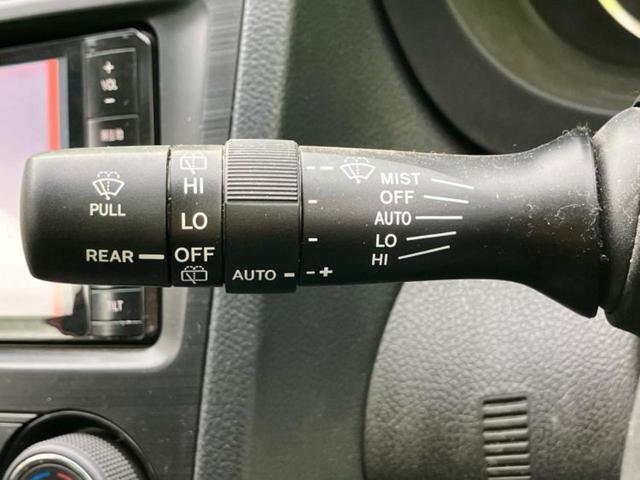 +
VOL
-
PULL
REAR
HI
LO
OFF
AUTO
-
+
MIST
OFF
AUTO
LO
HI